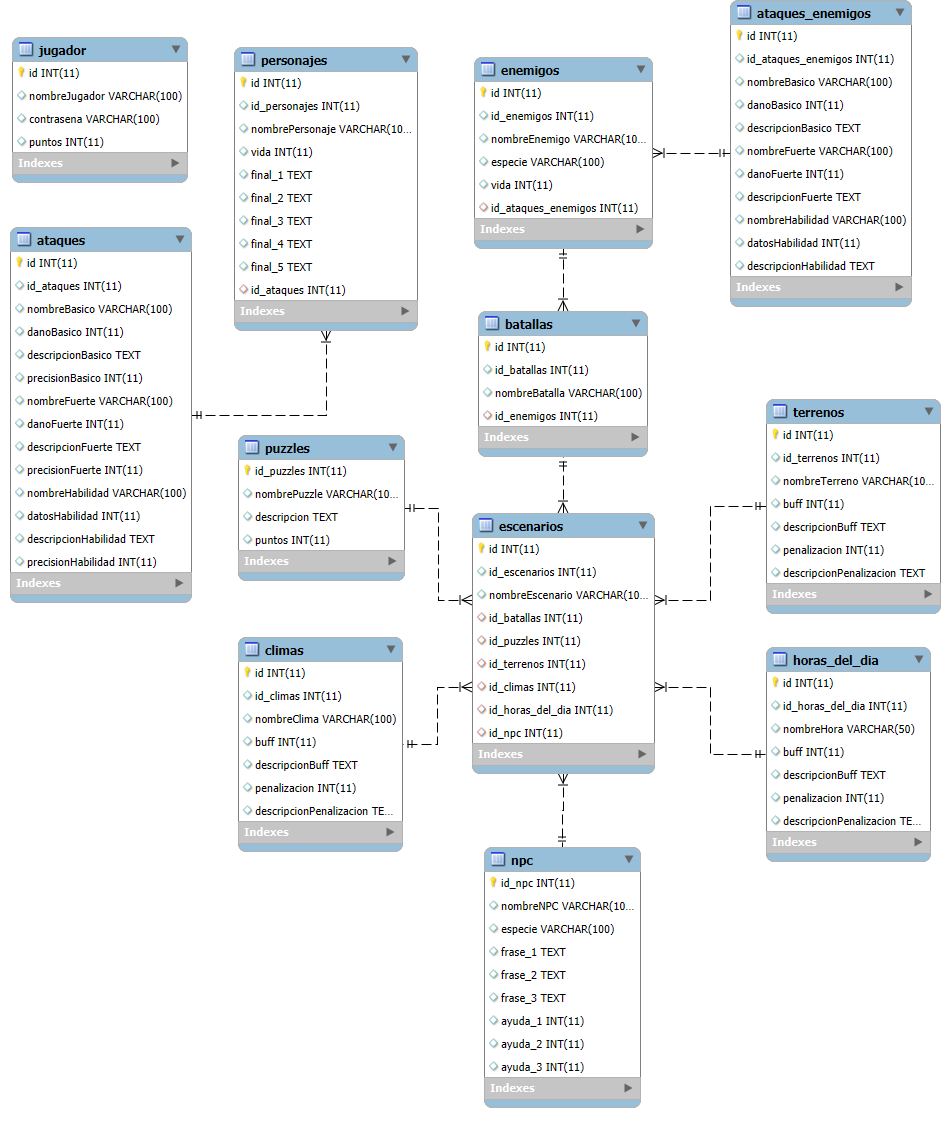 jugador
id INT(11)
nombreJugador VARCHAR(100)
contrasena VARCHAR(100)
puntos INT(11)
Indexes
personajes
id INT(11)
id_personajes INT(11)
nombrePersonaje VARCHAR(10...
vida INT(11)
final_1 TEXT
final_2 TEXT
final_3 TEXT
final_4 TEXT
final_5 TEXT
id_ataques INT(11)
Indexes
enemigos
id INT(11)
id_enemigos INT(11)
nombreEnemigo VARCHAR(10...
especie VARCHAR(100)
vida INT(11)
id_ataques_enemigos INT(11)
Indexes
ataques_enemigos
id INT(11)
id_ataques_enemigos INT(11)
nombreBasico VARCHAR(100)
danoBasico INT(11)
descripcionBasico TEXT
nombreFuerte VARCHAR(100)
danoFuerte INT(11)
descripcionFuerte TEXT
nombreHabilidad VARCHAR(100)
datosHabilidad INT(11)
descripcionHabilidad TEXT
Indexes
ataques
id INT(11)
id_ataques INT(11)
nombreBasico VARCHAR(100)
danoBasico INT(11)
descripcionBasico TEXT
precisionBasico INT(11)
nombreFuerte VARCHAR(100)
danoFuerte INT(11)
descripcionFuerte TEXT
precisionFuerte INT(11)
nombreHabilidad VARCHAR(100)
datosHabilidad INT(11)
descripcionHabilidad TEXT
precisionHabilidad INT(11)
Indexes
batallas
id INT(11)
id_batallas INT(11)
nombreBatalla VARCHAR(100)
id_enemigos INT(11)
Indexes
puzzles
id_puzzles INT(11)
nombrePuzzle VARCHAR(10...
descripcion TEXT
puntos INT(11)
Indexes
terrenos
id INT(11)
id_terrenos INT(11)
nombreTerreno VARCHAR(10...
buff INT(11)
descripcionBuff TEXT
penalizacion INT(11)
descripcionPenalizacion TEXT
Indexes
escenarios
id INT(11)
id_escenarios INT(11)
nombreEscenario VARCHAR(10...
id_batallas INT(11)
id_puzzles INT(11)
id_terrenos INT(11)
id_climas INT(11)
id_horas_del_dia INT(11)
id_npc INT(11)
Indexes
climas
id INT(11)
id_climas INT(11)
nombreClima VARCHAR(100)
buff INT(11)
descripcionBuff TEXT
penalizacion INT(11)
descripcionPenalizacion TE...
Indexes
horas_del_dia
id INT(11)
id_horas_del_dia INT(11)
nombreHora VARCHAR(50)
buff INT(11)
descripcionBuff TEXT
penalizacion INT(11)
descripcionPenalizacion TE...
Indexes
npc
id_npc INT(11)
nombreNPC VARCHAR(10...
especie VARCHAR(100)
frase_1 TEXT
frase_2 TEXT
frase_3 TEXT
ayuda_1 INT(11)
ayuda_2 INT(11)
ayuda_3 INT(11)
Indexes